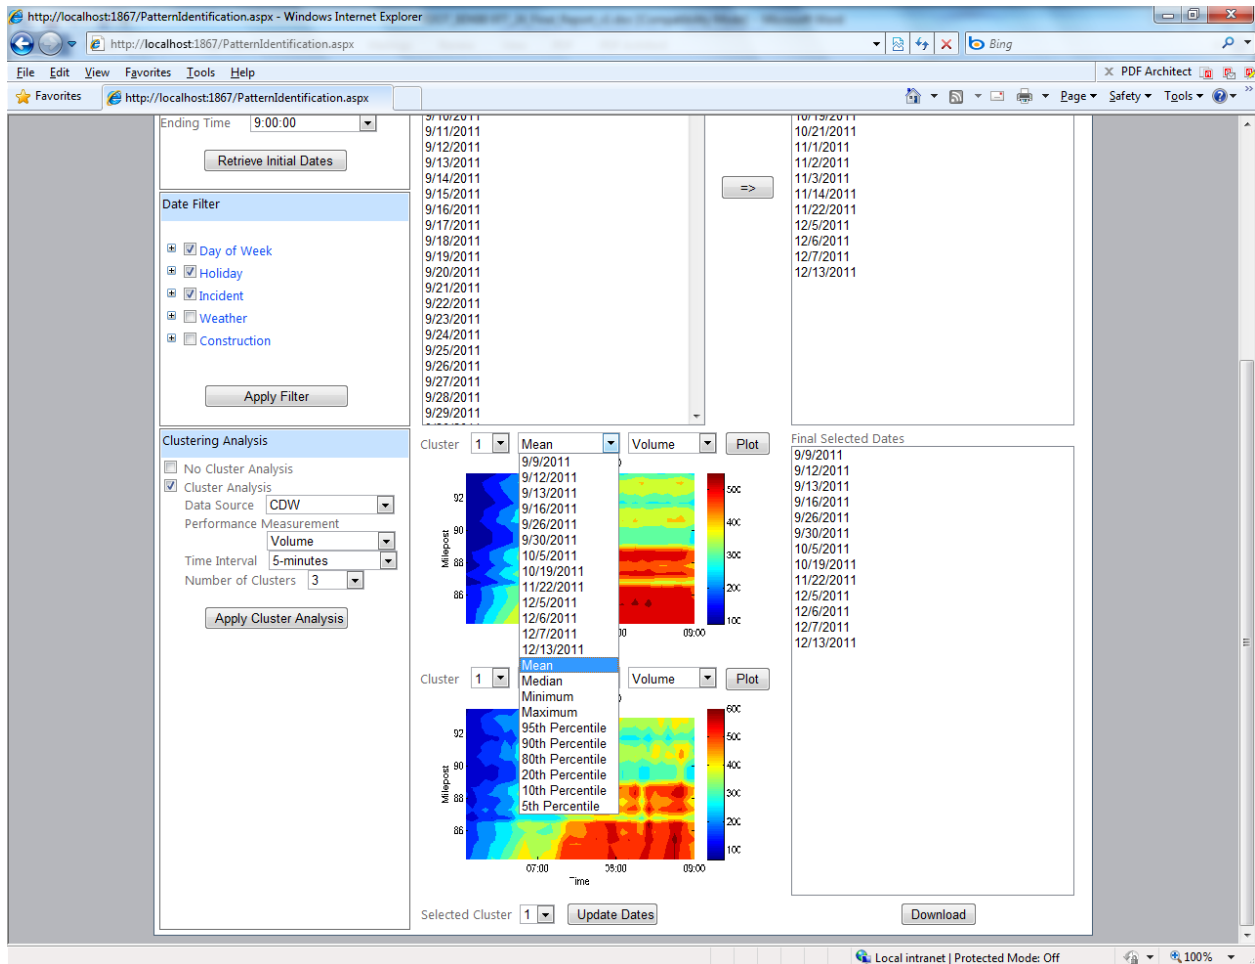 http://localhost:1867/PatternIdentification.aspx - Windows Internet Explorer
http://localhost:1867/PatternIdentification.aspx
Bing
File Edit View Favorites Tools Help
PDF Architect
Favorites
http://localhost:1867/PatternIdentification.aspx
Page Safety Tools
Ending Time 9:00:00
Retrieve Initial Dates
Date Filter
Day of Week
Holiday
Incident
Weather
Construction
Apply Filter
Clustering Analysis
No Cluster Analysis
Cluster Analysis
Data Source CDW
Performance Measurement
Volume
Time Interval 5-minutes
Number of Clusters 3
Apply Cluster Analysis
9/10/2011
9/11/2011
9/12/2011
9/13/2011
9/14/2011
9/15/2011
9/16/2011
9/17/2011
9/18/2011
9/19/2011
9/20/2011
9/21/2011
9/22/2011
9/23/2011
9/24/2011
9/25/2011
9/26/2011
9/27/2011
9/28/2011
9/29/2011
=>
10/19/2011
10/21/2011
11/1/2011
11/2/2011
11/3/2011
11/14/2011
11/22/2011
12/5/2011
12/6/2011
12/7/2011
12/13/2011
Cluster 1 Mean Volume Plot
9/9/2011
9/12/2011
9/13/2011
9/16/2011
9/26/2011
9/30/2011
10/5/2011
10/19/2011
11/22/2011
12/5/2011
12/6/2011
12/7/2011
12/13/2011
Mean
Median
Minimum
Maximum
95th Percentile
90th Percentile
80th Percentile
20th Percentile
10th Percentile
5th Percentile
92
90
88
86
Milepost
09:00
500
400
300
200
100
Cluster 1 Volume Plot
92
90
88
86
Milepost
07:00 08:00 09:00
Time
600
500
400
300
200
100
Selected Cluster 1 Update Dates
Final Selected Dates
9/9/2011
9/12/2011
9/13/2011
9/16/2011
9/26/2011
9/30/2011
10/5/2011
10/19/2011
11/22/2011
12/5/2011
12/6/2011
12/7/2011
12/13/2011
Download
Local intranet | Protected Mode: Off
100%